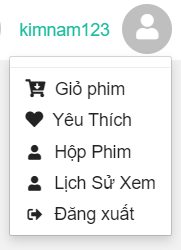 kimnam123
Giỏ phim
Yêu Thích
Hộp Phim
Lịch Sử Xem
Đăng xuất